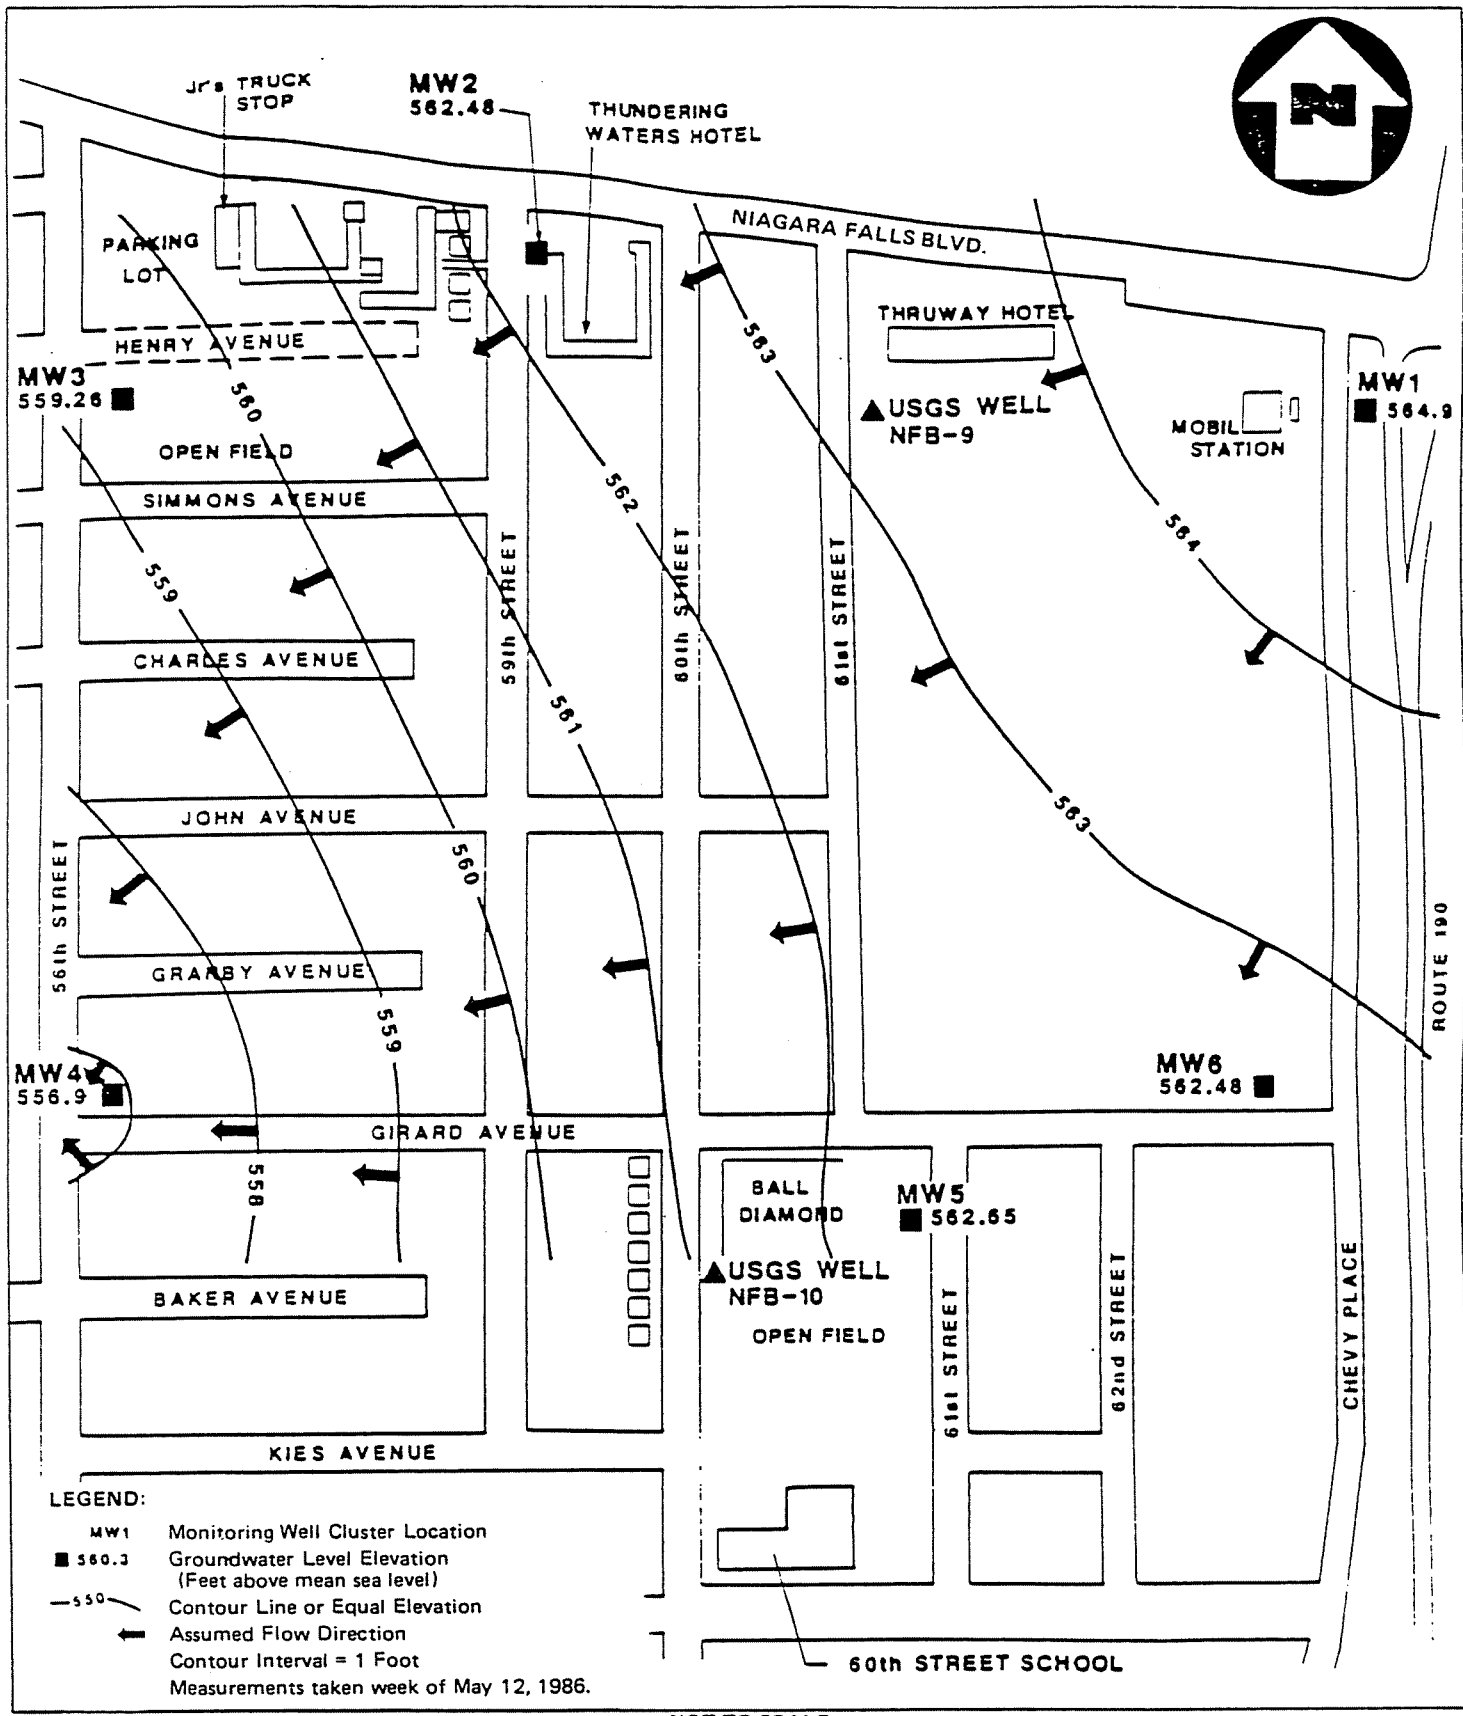 Jr's TRUCK
STOP
MW2
562.48
THUNDERING
WATERS HOTEL
N
NIAGARA FALLS BLVD.
PARKING
LOT
THRUWAY HOTEL
HENRY AVENUE
563
MW3
559.26
560
MW1
564.9
USGS WELL
NFB-9
MOBIL
STATION
OPEN FIELD
SIMMONS AVENUE
562
564
559
59th STREET
60th STREET
61st STREET
CHARLES AVENUE
561
563
JOHN AVENUE
560
56th STREET
GRANBY AVENUE
ROUTE 190
559
MW4
556.9
MW6
562.48
GIRARD AVENUE
558
BALL
DIAMOND
MW5
562.65
USGS WELL
NFB-10
BAKER AVENUE
OPEN FIELD
61st STREET
62nd STREET
CHEVY PLACE
KIES AVENUE
LEGEND:
MW1 Monitoring Well Cluster Location
560.3 Groundwater Level Elevation
(Feet above mean sea level)
550 Contour Line or Equal Elevation
Assumed Flow Direction
Contour Interval = 1 Foot
Measurements taken week of May 12, 1986.
60th STREET SCHOOL